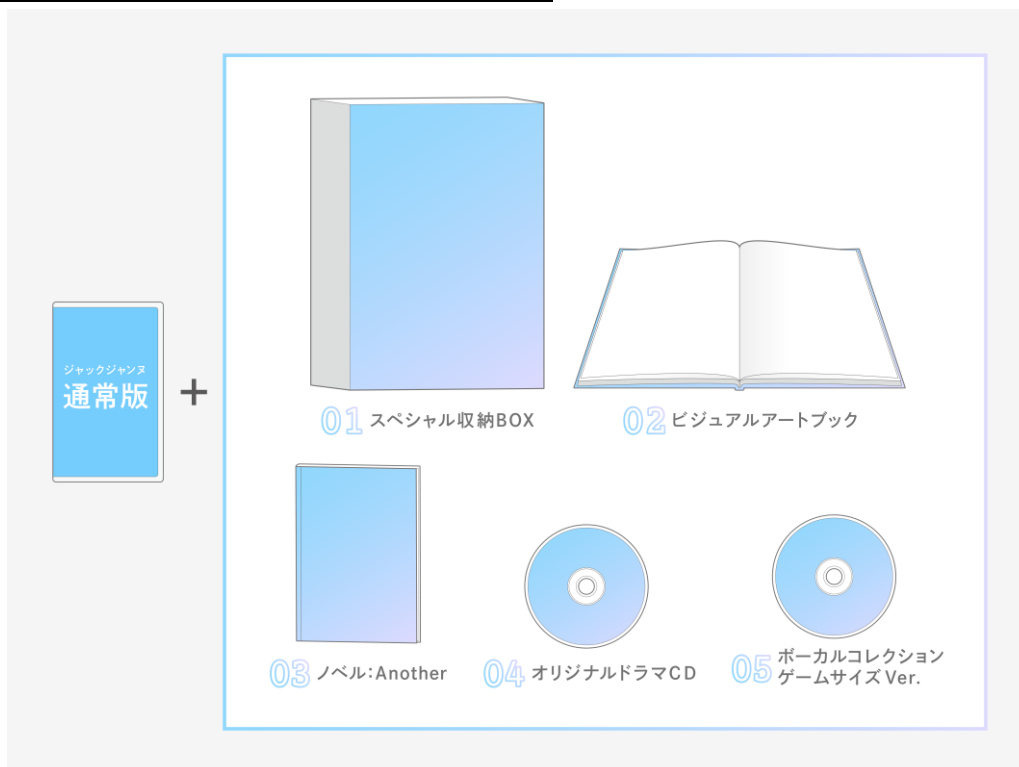 ジャックジャンヌ
通常版
+
01 スペシャル収納BOX
02 ビジュアルアートブック
03 ノベル:Another
04 オリジナルドラマCD
05 ボーカルコレクション
ゲームサイズ Ver.